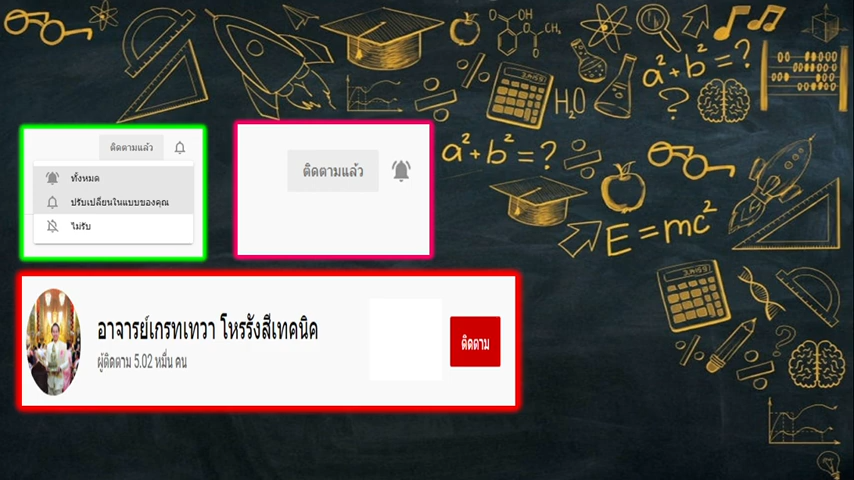 OH
O
OH
O
CH₃
O
a² + b² = ?
H₂O
?
ติดตามแล้ว
ทั้งหมด
ปรับเปลี่ยนในแบบของคุณ
ไม่รับ
ติดตามแล้ว
a² + b² = ?
E = mc²
อาจารย์เกรทเทวา โหรรังสีเทคนิค
ผู้ติดตาม 5.02 หมื่น คน
ติดตาม
?